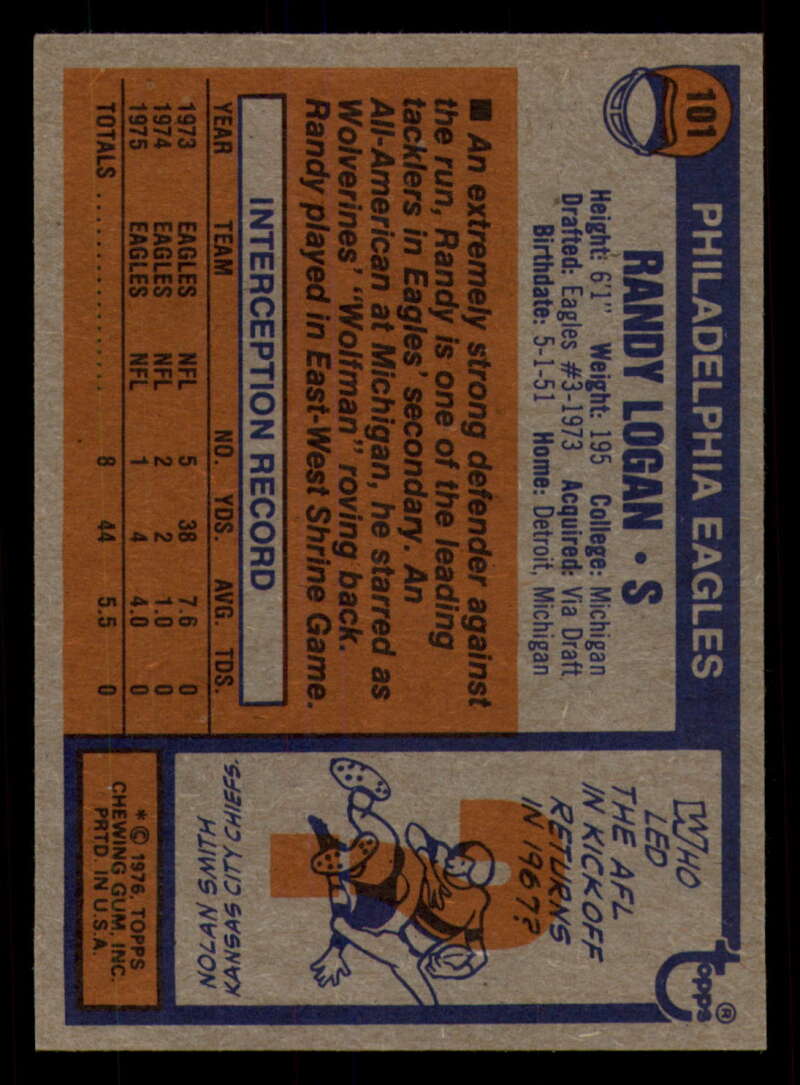 101
PHILADELPHIA EAGLES
RANDY LOGAN • S
Height: 6'1" Weight: 195 College: Michigan
Drafted: Eagles #3-1973 Acquired: Via Draft
Birthdate: 5-1-51 Home: Detroit, Michigan
■ An extremely strong defender against
the run, Randy is one of the leading
tacklers in Eagles' secondary. An
All-American at Michigan, he starred as
Wolverines' "Wolfman" roving back.
Randy played in East-West Shrine Game.
INTERCEPTION RECORD
YEAR TEAM NO. YDS. AVG. TDS.
1973 EAGLES NFL 5 38 7.6 0
1974 EAGLES NFL 2 2 1.0 0
1975 EAGLES NFL 1 4 4.0 0
TOTALS .................... 8 44 5.5 0
topps®
WHO
LED
THE AFL
IN KICKOFF
RETURNS
IN 1967?
KANSAS CITY CHIEFS.
NOLAN SMITH
* © 1976, TOPPS
CHEWING GUM, INC.
PRTD. IN U.S.A.